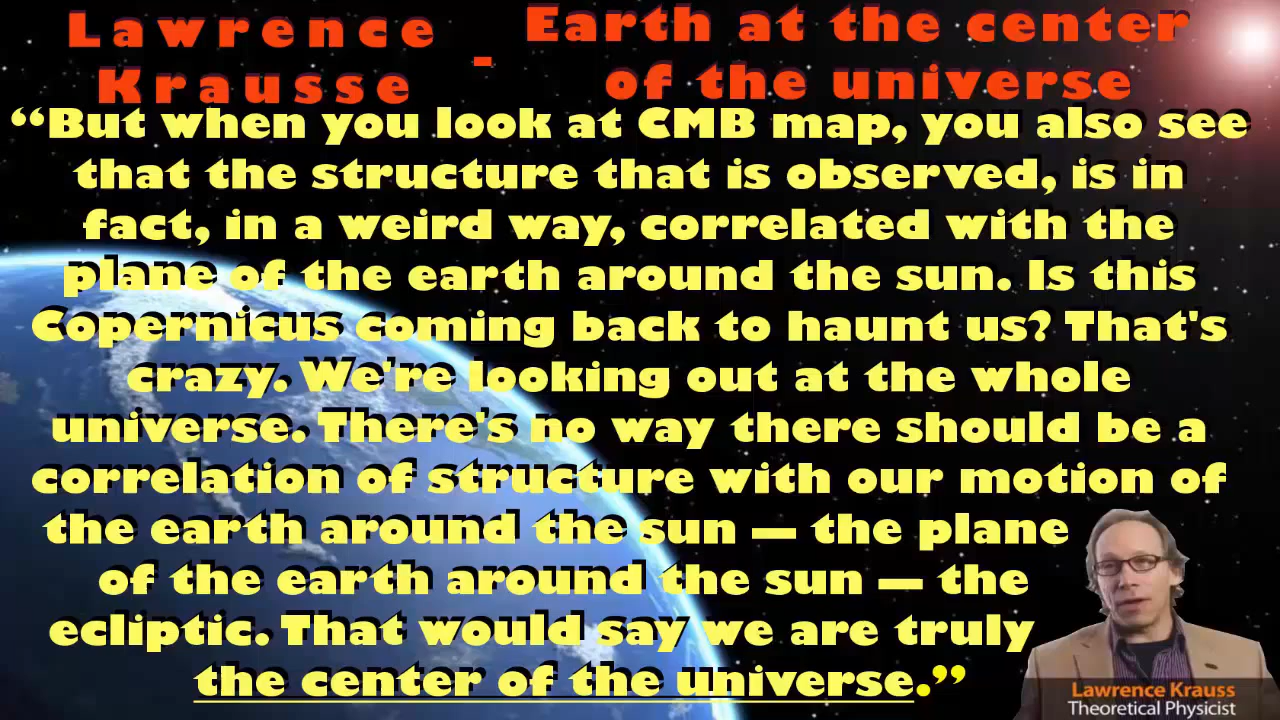 Lawrence Krausse - Earth at the center of the universe
“But when you look at CMB map, you also see
that the structure that is observed, is in
fact, in a weird way, correlated with the
plane of the earth around the sun. Is this
Copernicus coming back to haunt us? That's
crazy. We're looking out at the whole
universe. There's no way there should be a
correlation of structure with our motion of
the earth around the sun — the plane
of the earth around the sun — the
ecliptic. That would say we are truly
the center of the universe.”
Lawrence Krauss
Theoretical Physicist